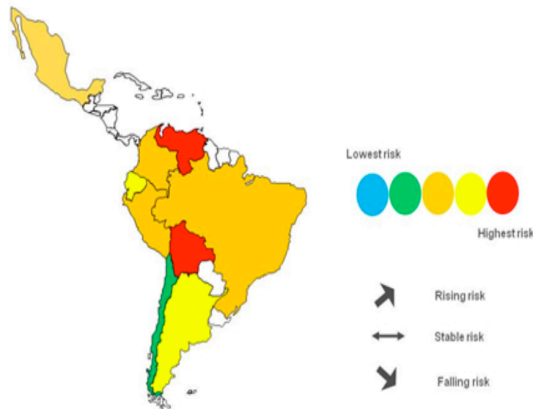 Lowest risk
Highest risk
Rising risk
Stable risk
Falling risk